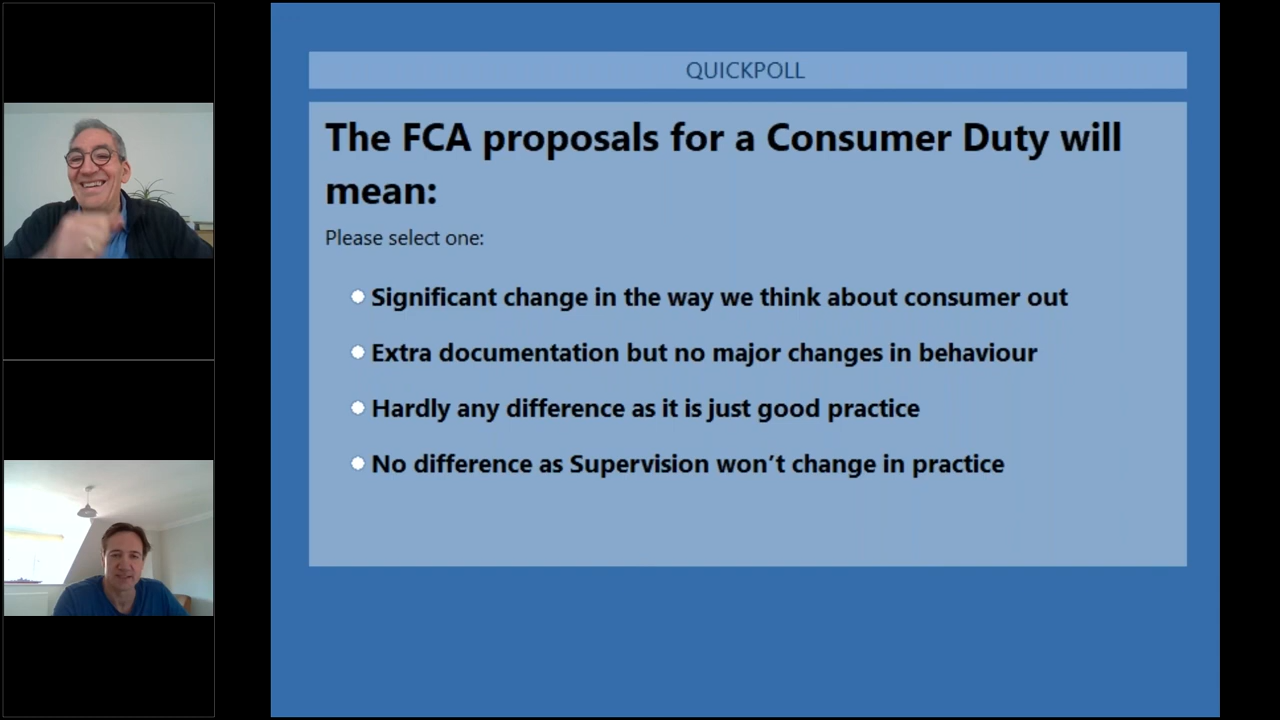 QUICKPOLL
The FCA proposals for a Consumer Duty will
mean:
Please select one:
Significant change in the way we think about consumer out
Extra documentation but no major changes in behaviour
Hardly any difference as it is just good practice
No difference as Supervision won’t change in practice